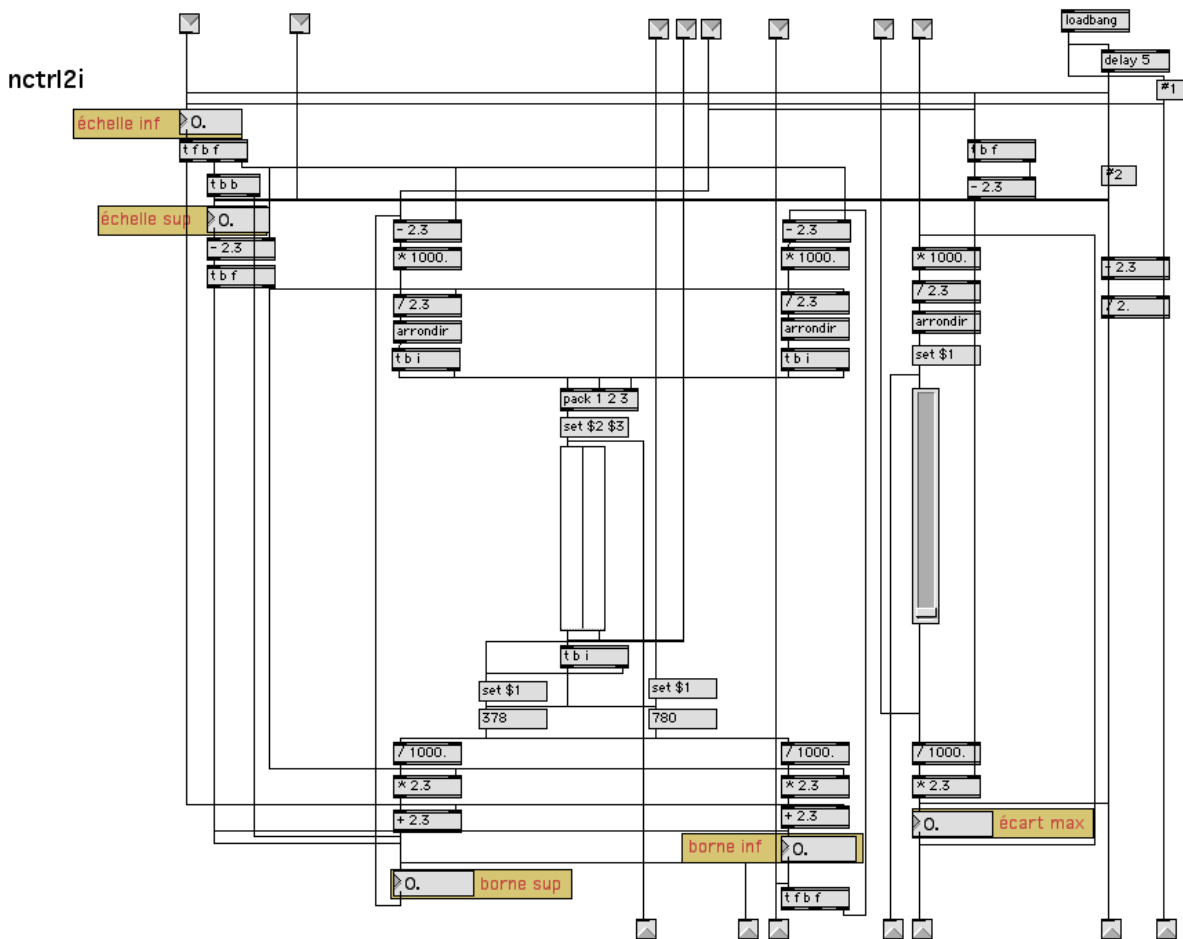 loadbang
delay 5
nctrl2i
#1
échelle inf
0.
t f b f
t b f
t b b
#2
- 2.3
échelle sup
0.
- 2.3
- 2.3
- 2.3
* 1000.
* 1000.
* 1000.
- 2.3
t b f
/ 2.3
/ 2.3
/ 2.3
/ 2.
arrondir
arrondir
arrondir
t b i
t b i
set $1
pack 1 2 3
set $2 $3
t b i
set $1
set $1
378
780
/ 1000.
/ 1000.
/ 1000.
* 2.3
* 2.3
* 2.3
+ 2.3
+ 2.3
0.
écart max
borne inf
0.
0.
borne sup
t f b f